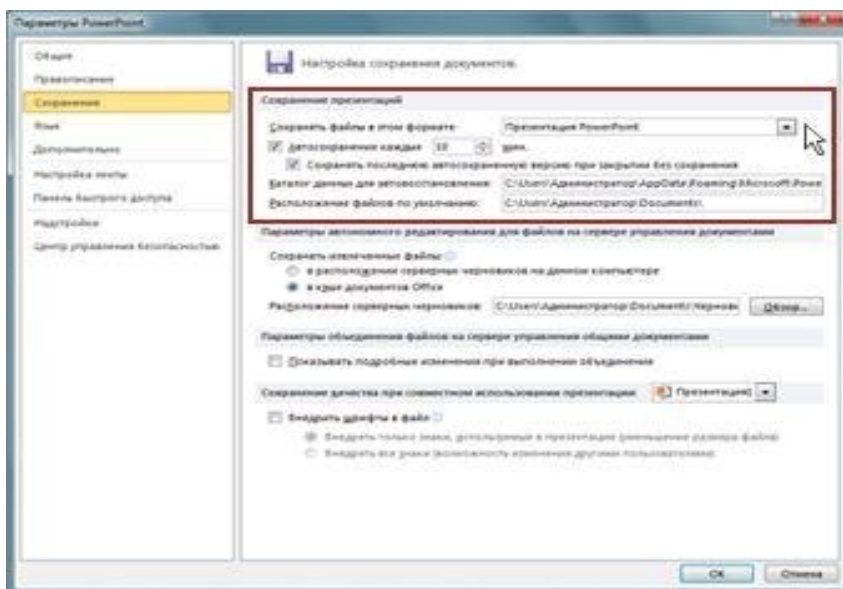 Параметры PowerPoint
Общие
Правописание
Сохранение
Язык
Дополнительно
Настройка ленты
Панель быстрого доступа
Надстройки
Центр управления безопасностью
Настройка сохранения документов.
Сохранение презентаций
Сохранять файлы в этом формате: Презентация PowerPoint
Автосохранение каждые 10 мин.
Сохранять последнюю автосохраненную версию при закрытии без сохранения
Каталог данных для автовосстановления: C:\Users\Администратор\AppData\Roaming\Microsoft\Powe
Расположение файлов по умолчанию: C:\Users\Администратор\Documents\
Параметры автономного редактирования для файлов на сервере управления документами
Сохранять извлеченные файлы:
в расположении серверных черновиков на данном компьютере
в кэше документов Office
Расположение серверных черновиков: C:\Users\Администратор\Documents\Чернови Обзор...
Параметры объединения файлов на сервере управления общими документами
Показывать подробные изменения при выполнении объединения
Сохранение качества при совместном использовании презентации: Презентация1
Внедрить шрифты в файл
Внедрять только знаки, используемые в презентации (уменьшение размера файла)
Внедрять все знаки (возможность изменения другими пользователями)
ОК Отмена